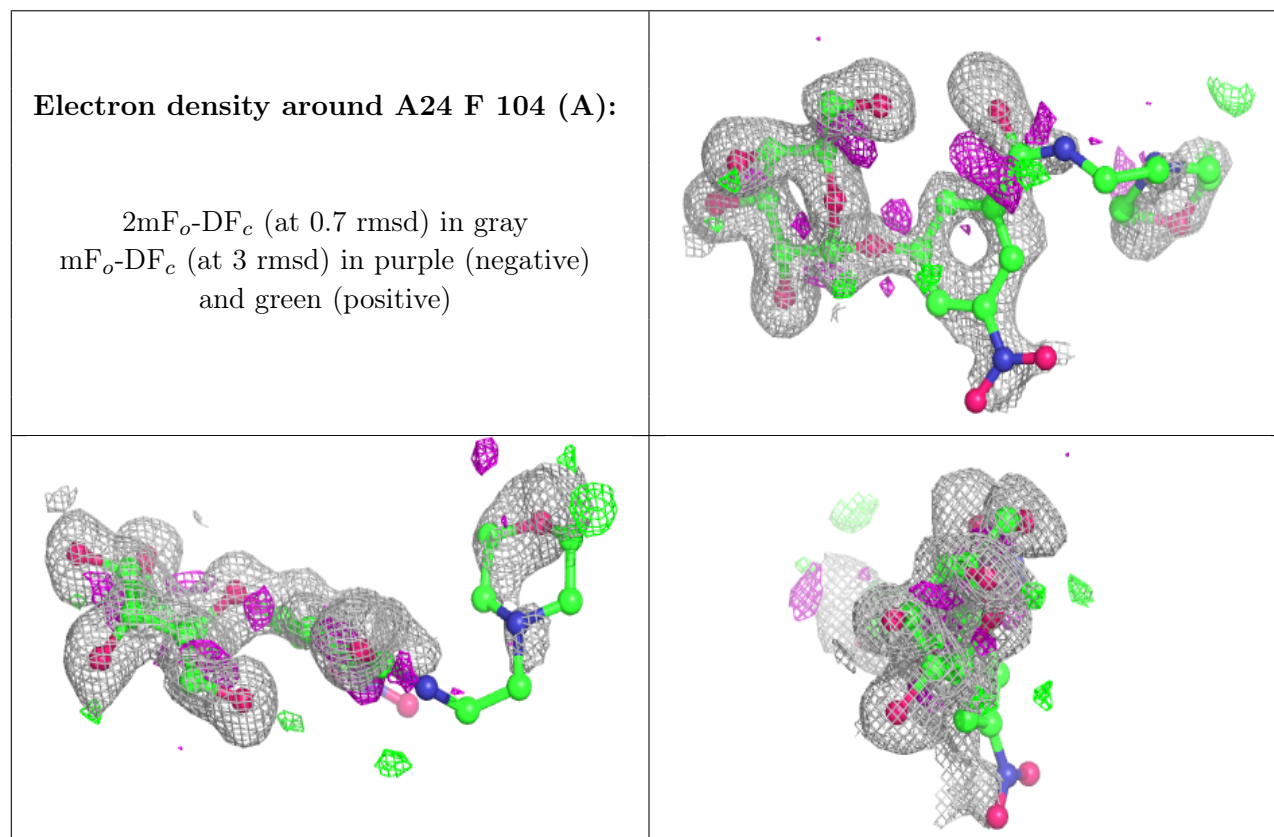 Electron density around A24 F 104 (A):
2mFo-DFc (at 0.7 rmsd) in gray
mFo-DFc (at 3 rmsd) in purple (negative)
and green (positive)